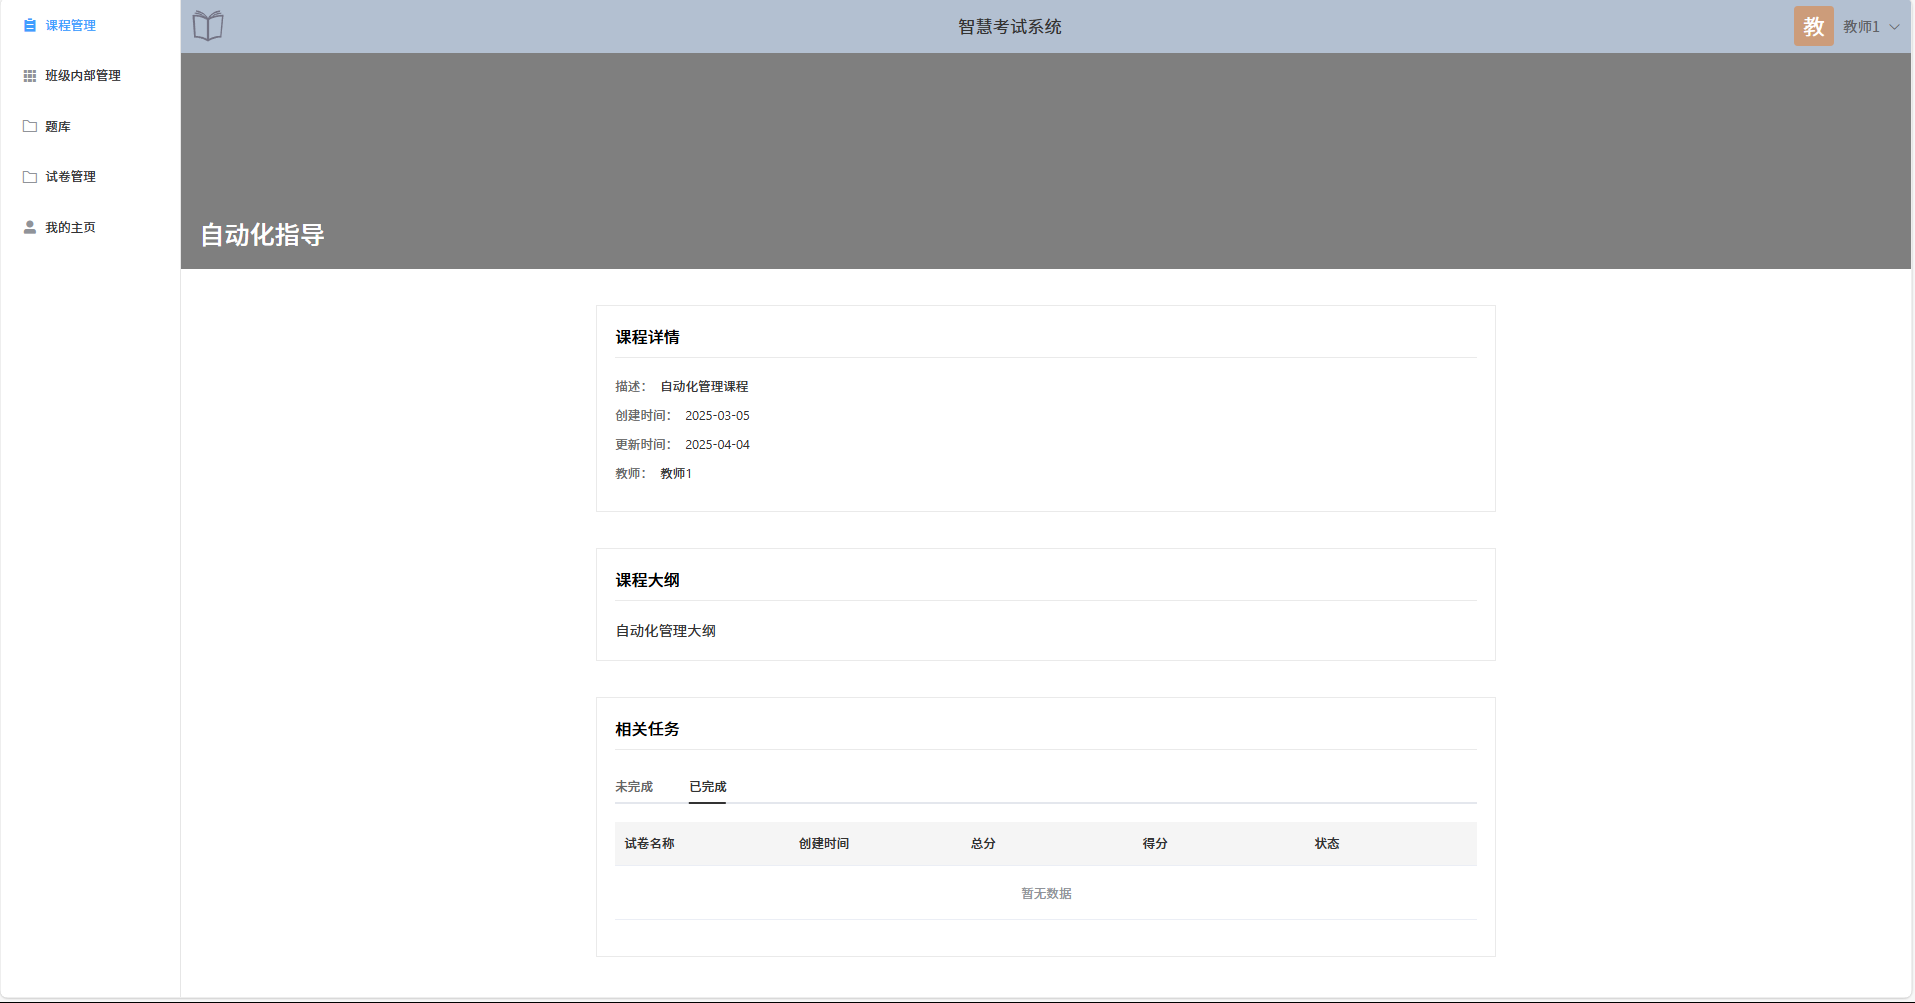 课程管理
班级内部管理
题库
试卷管理
我的主页
智慧考试系统
教 教师1
自动化指导
课程详情
描述： 自动化管理课程
创建时间： 2025-03-05
更新时间： 2025-04-04
教师： 教师1
课程大纲
自动化管理大纲
相关任务
未完成 已完成
试卷名称 创建时间 总分 得分 状态
暂无数据